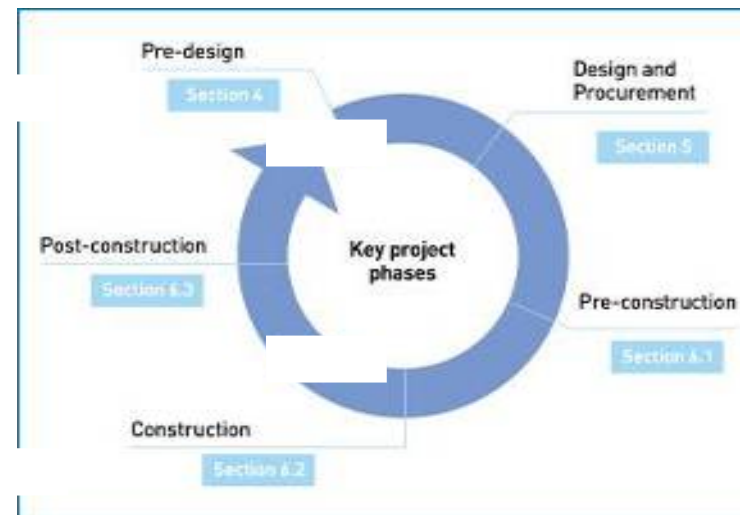 Pre-design
Section 4
Design and
Procurement
Section 5
Key project
phases
Post-construction
Section 6.3
Pre-construction
Section 6.1
Construction
Section 6.2